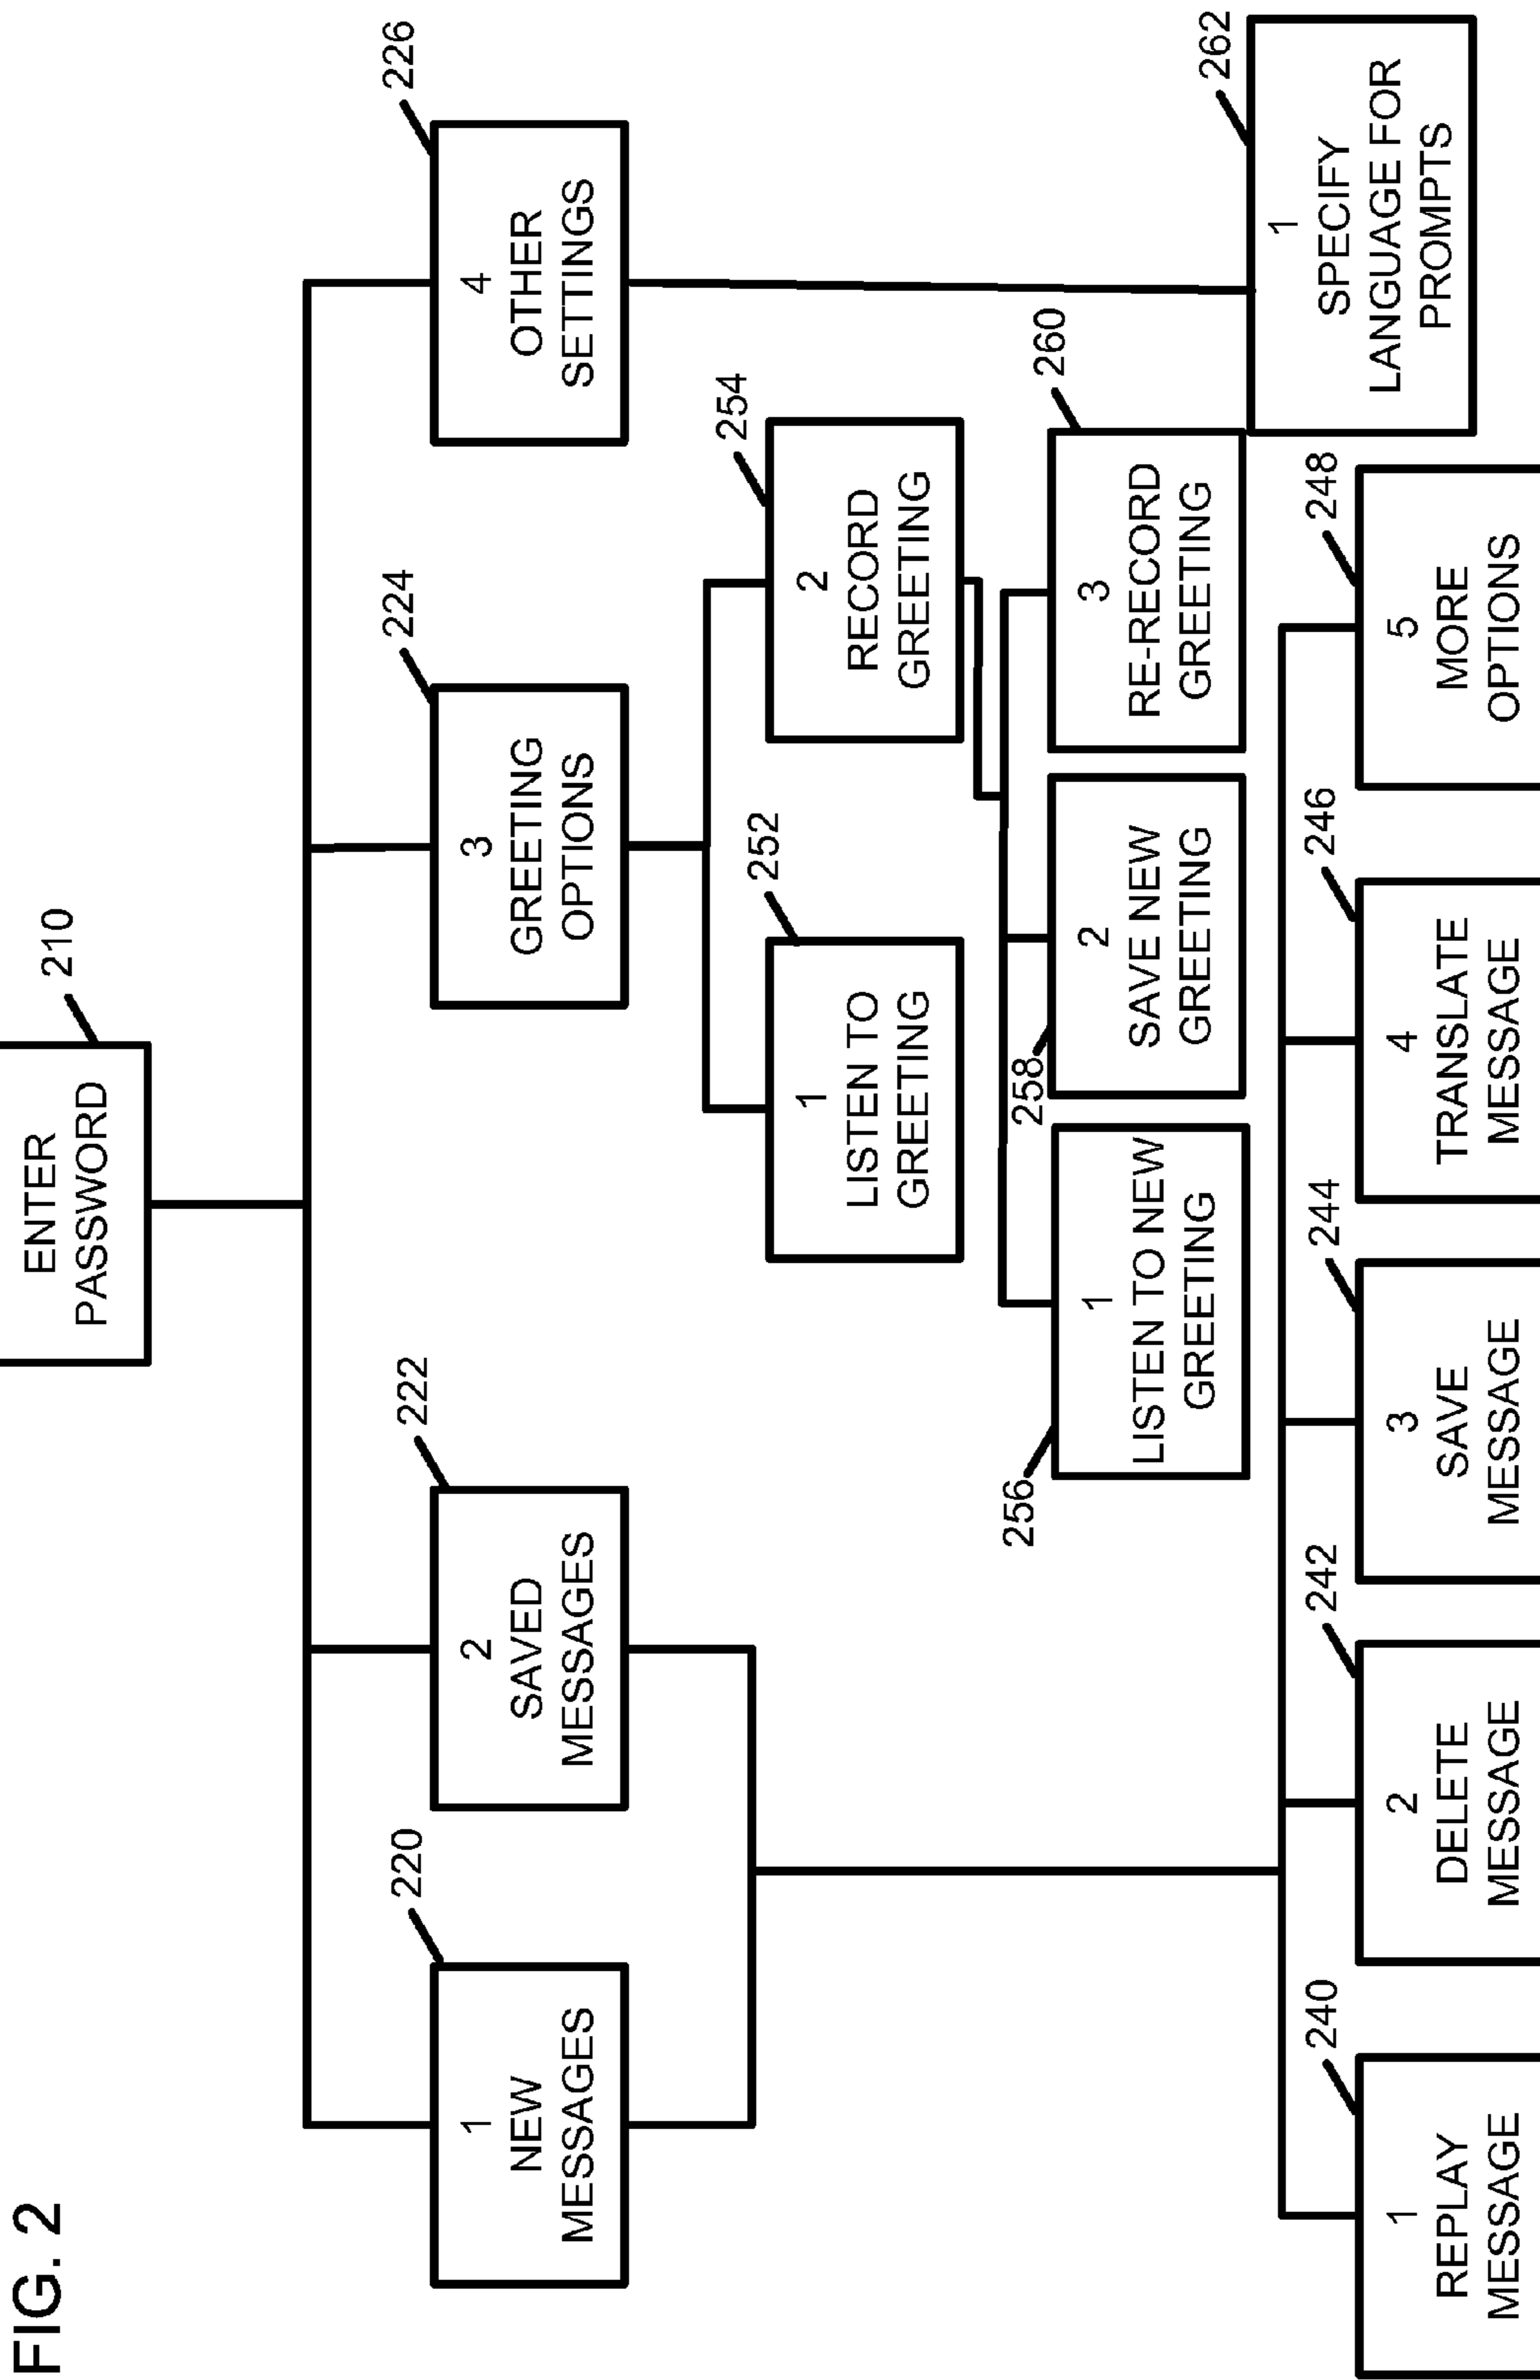 FIG. 2
ENTER
PASSWORD
210
1
NEW
MESSAGES
220
2
SAVED
MESSAGES
222
3
GREETING
OPTIONS
224
4
OTHER
SETTINGS
226
1
LISTEN TO
GREETING
252
2
RECORD
GREETING
254
1
LISTEN TO NEW
GREETING
256
2
SAVE NEW
GREETING
258
3
RE-RECORD
GREETING
260
1
SPECIFY
LANGUAGE FOR
PROMPTS
262
1
REPLAY
MESSAGE
240
2
DELETE
MESSAGE
242
3
SAVE
MESSAGE
244
4
TRANSLATE
MESSAGE
246
5
MORE
OPTIONS
248